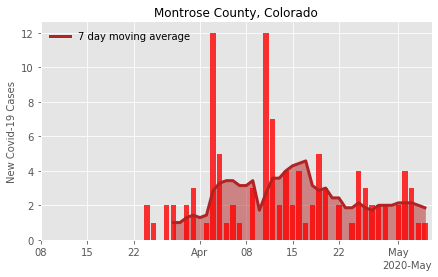 Montrose County, Colorado
7 day moving average
New Covid-19 Cases
12
10
8
6
4
2
0
08 15 22 Apr 08 15 22 May
2020-May